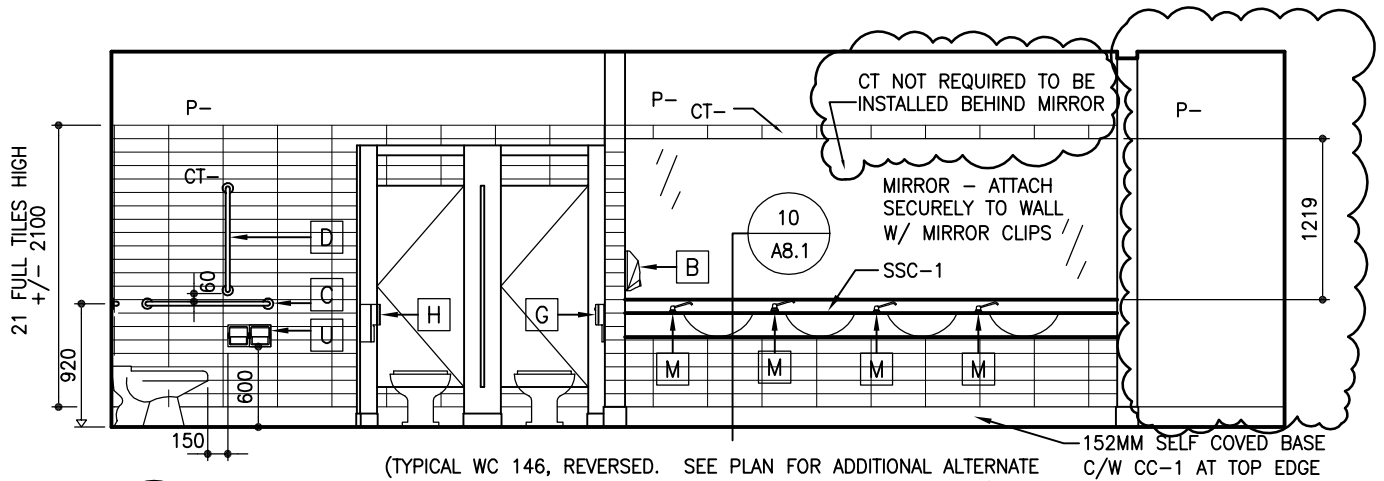 CT NOT REQUIRED TO BE
INSTALLED BEHIND MIRROR
P-
P-
CT-
P-
21 FULL TILES HIGH
+/- 2100
CT-
MIRROR – ATTACH
SECURELY TO WALL
W/ MIRROR CLIPS
1219
10
A8.1
D
B
60
SSC-1
C
H
G
U
920
600
M
M
M
M
150
152MM SELF COVED BASE
C/W CC-1 AT TOP EDGE
(TYPICAL WC 146, REVERSED. SEE PLAN FOR ADDITIONAL ALTERNATE